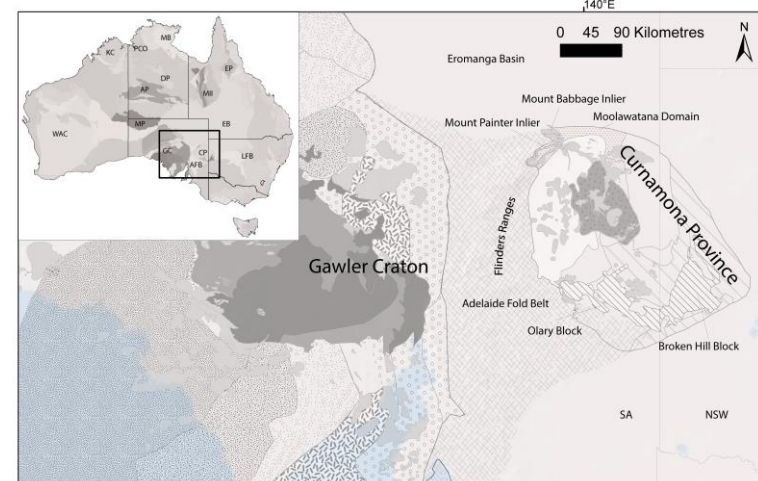 140°E
0 45 90 Kilometres
N
Eromanga Basin
Mount Babbage Inlier
Mount Painter Inlier
Moolawatana Domain
Curnamona Province
Flinders Ranges
Gawler Craton
Adelaide Fold Belt
Olary Block
Broken Hill Block
SA
NSW
MB
KC
PCO
EP
DP
AP
MII
WAC
MP
EB
GC
CP
AFB
LFB